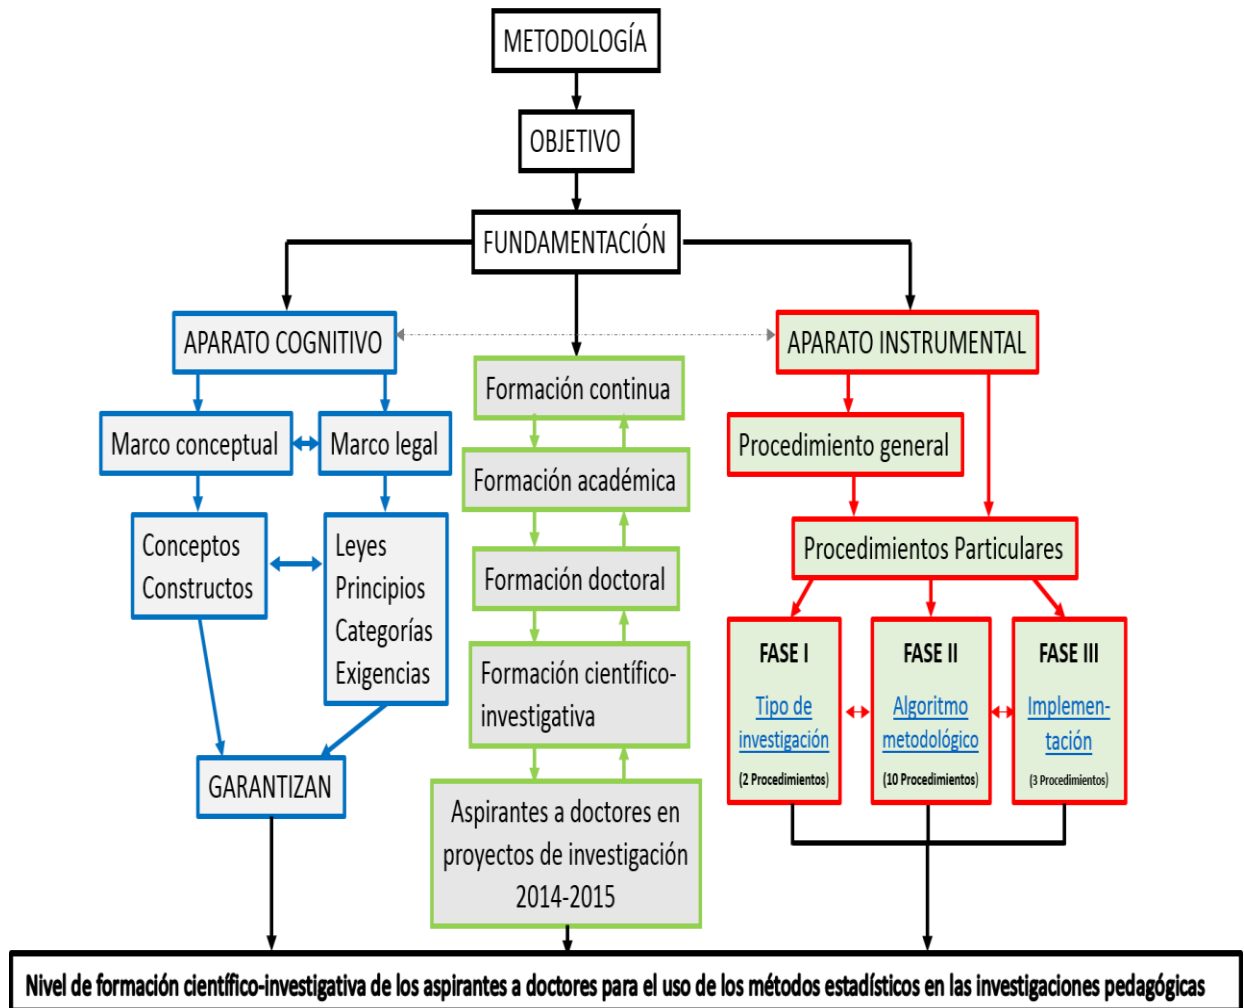 METODOLOGÍA
OBJETIVO
FUNDAMENTACIÓN
APARATO COGNITIVO
APARATO INSTRUMENTAL
Formación continua
Marco conceptual
Marco legal
Procedimiento general
Formación académica
Conceptos
Constructos
Leyes
Principios
Categorías
Exigencias
Procedimientos Particulares
Formación doctoral
Formación científico-
investigativa
FASE I
Tipo de
investigación
(2 Procedimientos)
FASE II
Algoritmo
metodológico
(10 Procedimientos)
FASE III
Implemen-
tación
(3 Procedimientos)
GARANTIZAN
Aspirantes a doctores en
proyectos de investigación
2014-2015
Nivel de formación científico-investigativa de los aspirantes a doctores para el uso de los métodos estadísticos en las investigaciones pedagógicas